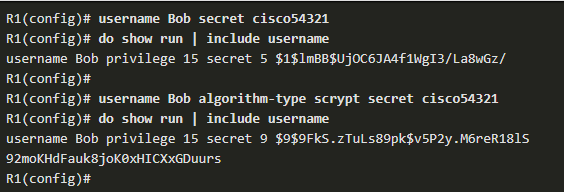 R1(config)# username Bob secret cisco54321
R1(config)# do show run | include username
username Bob privilege 15 secret 5 $1$lmBB$UjOC6JA4f1WgI3/La8wGz/
R1(config)#
R1(config)# username Bob algorithm-type scrypt secret cisco54321
R1(config)# do show run | include username
username Bob privilege 15 secret 9 $9$9FkS.zTuLs89pk$v5P2y.M6reR18lS
92moKHdFauk8joK0xHICXxGDuurs
R1(config)#